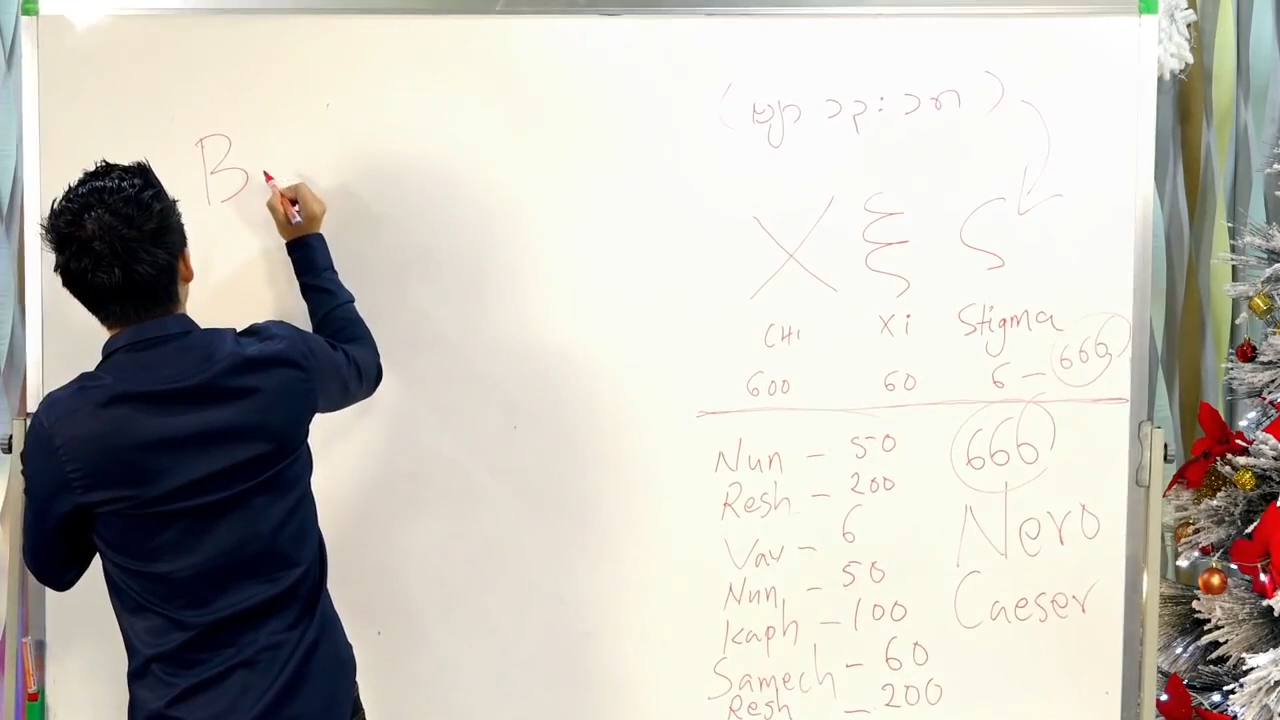 B
Χ ξ ς
CHI Xi Stigma
600 60 6 – 666
Nun – 50
Resh – 200
Vav – 6
Nun – 50
Kaph – 100
Samech – 60
Resh – 200
666
Nero
Caeser